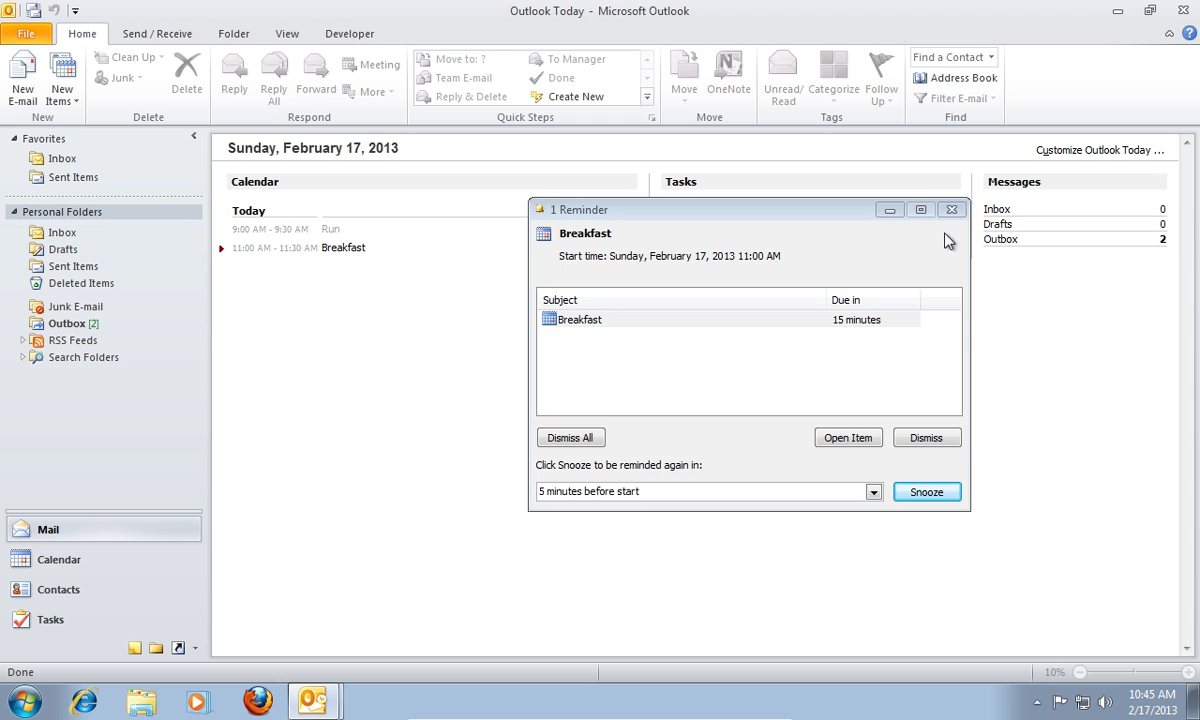 Outlook Today - Microsoft Outlook
File Home Send / Receive Folder View Developer
New E-mail
New Items
New
Clean Up
Junk
Delete
Delete
Reply
Reply All
Forward
Meeting
More
Respond
Move to: ?
To Manager
Team E-mail
Done
Reply & Delete
Create New
Quick Steps
Move
OneNote
Move
Unread/ Read
Categorize
Follow Up
Tags
Find a Contact
Address Book
Filter E-mail
Find
Favorites
Inbox
Sent Items
Personal Folders
Inbox
Drafts
Sent Items
Deleted Items
Junk E-mail
Outbox [2]
RSS Feeds
Search Folders
Mail
Calendar
Contacts
Tasks
Sunday, February 17, 2013
Customize Outlook Today ...
Calendar
Today
9:00 AM - 9:30 AM Run
11:00 AM - 11:30 AM Breakfast
Tasks
Messages
Inbox 0
Drafts 0
Outbox 2
1 Reminder
Breakfast
Start time: Sunday, February 17, 2013 11:00 AM
Subject Due in
Breakfast 15 minutes
Dismiss All Open Item Dismiss
Click Snooze to be reminded again in:
5 minutes before start Snooze
Done 10%
10:45 AM
2/17/2013